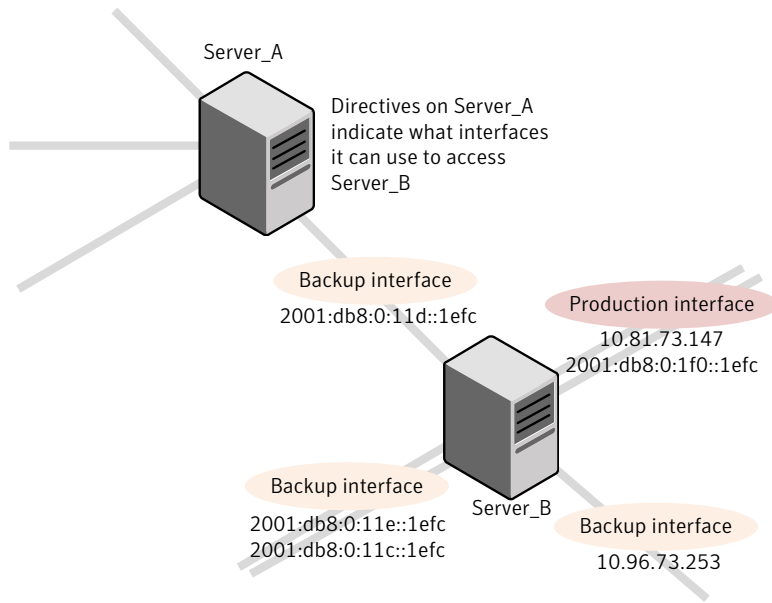 Server_A
Directives on Server_A
indicate what interfaces
it can use to access
Server_B
Backup interface
2001:db8:0:11d::1efc
Production interface
10.81.73.147
2001:db8:0:1f0::1efc
Backup interface
2001:db8:0:11e::1efc
2001:db8:0:11c::1efc
Server_B
Backup interface
10.96.73.253